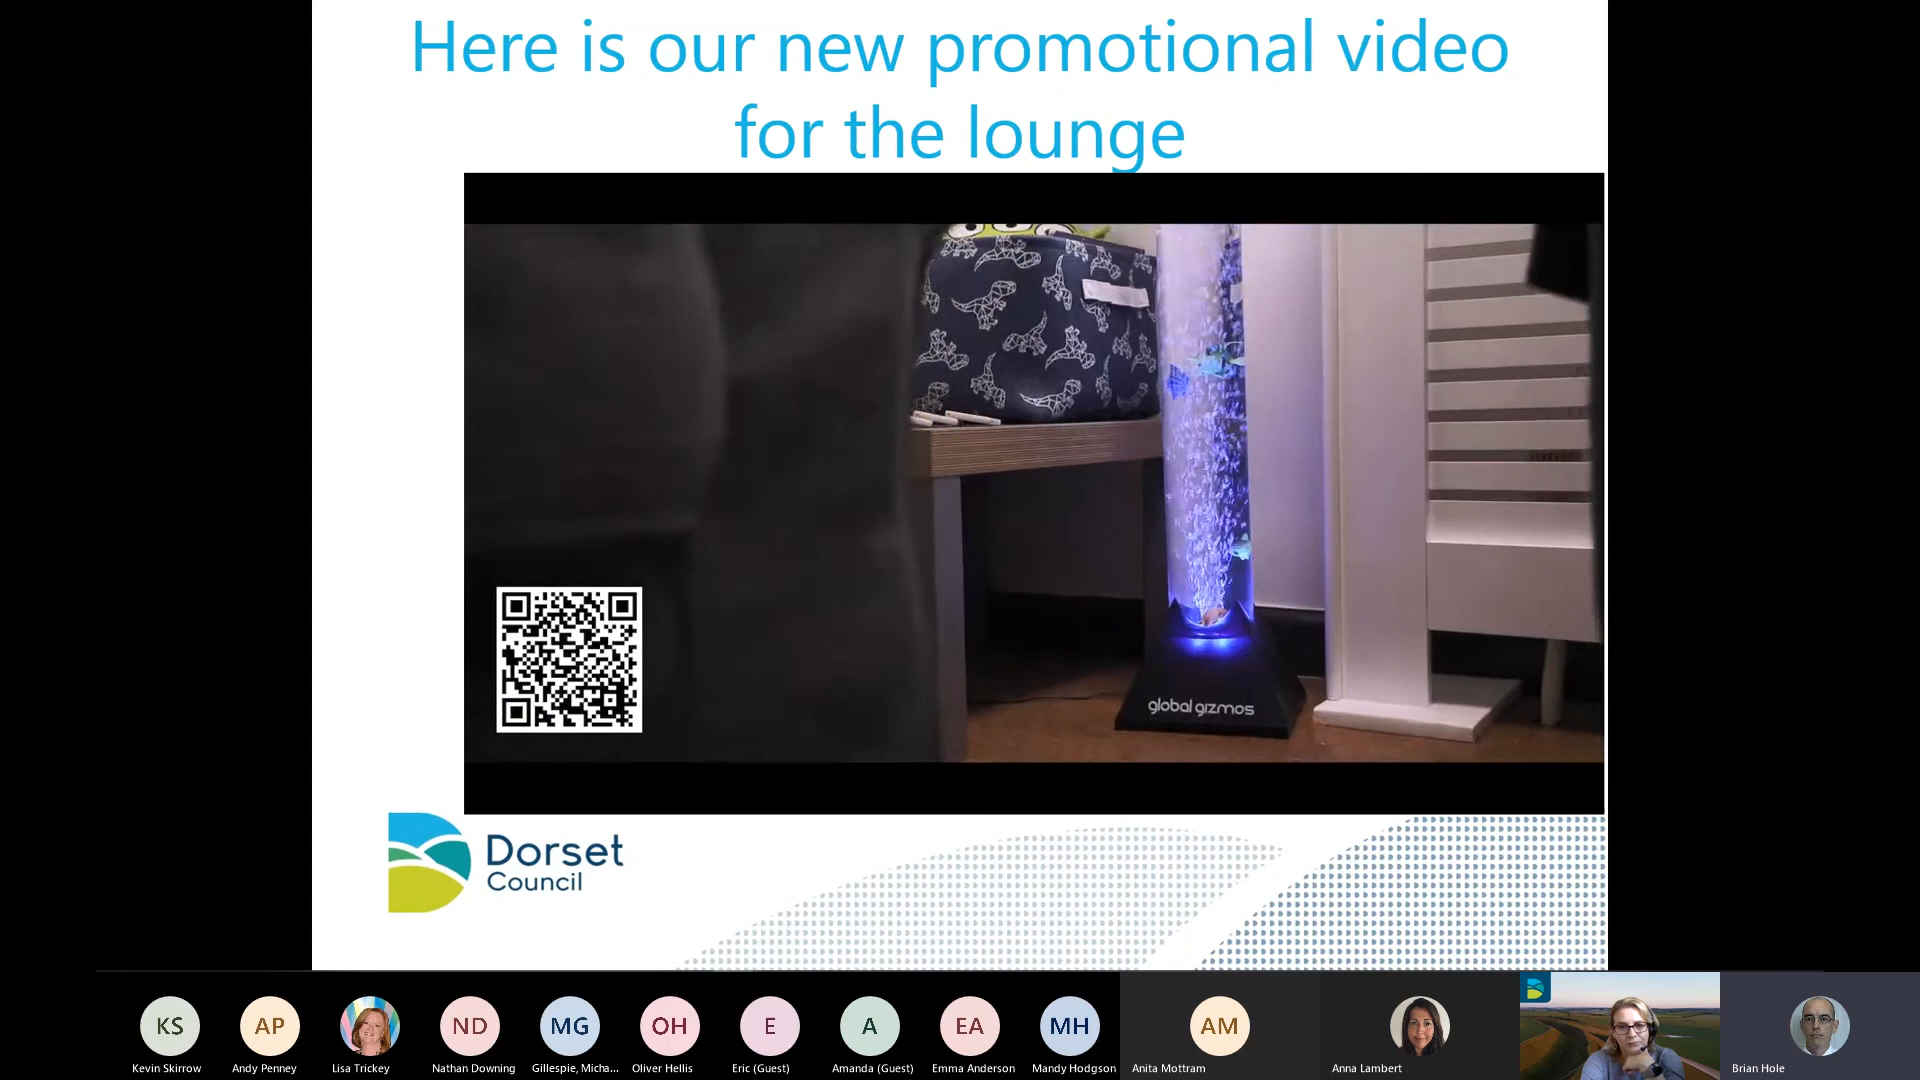 Here is our new promotional video
for the lounge
global gizmos
Dorset
Council
KS
AP
ND
MG
OH
E
A
EA
MH
AM
Kevin Skirrow
Andy Penney
Lisa Trickey
Nathan Downing
Gillespie, Micha...
Oliver Hellis
Eric (Guest)
Amanda (Guest)
Emma Anderson
Mandy Hodgson
Anita Mottram
Anna Lambert
Brian Hole